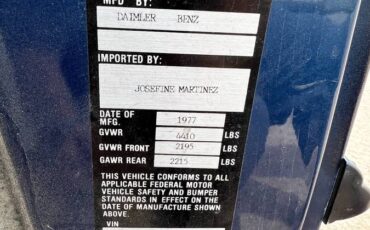 MFD BY:
DAIMLER BENZ
IMPORTED BY:
JOSEFINE MARTINEZ
DATE OF
MFG. 1977
GVWR 4410 LBS
GVWR FRONT 2195 LBS
GAWR REAR 2215 LBS
THIS VEHICLE CONFORMS TO ALL
APPLICABLE FEDERAL MOTOR
VEHICLE SAFETY AND BUMPER
STANDARDS IN EFFECT ON THE
DATE OF MANUFACTURE SHOWN
ABOVE.
VIN